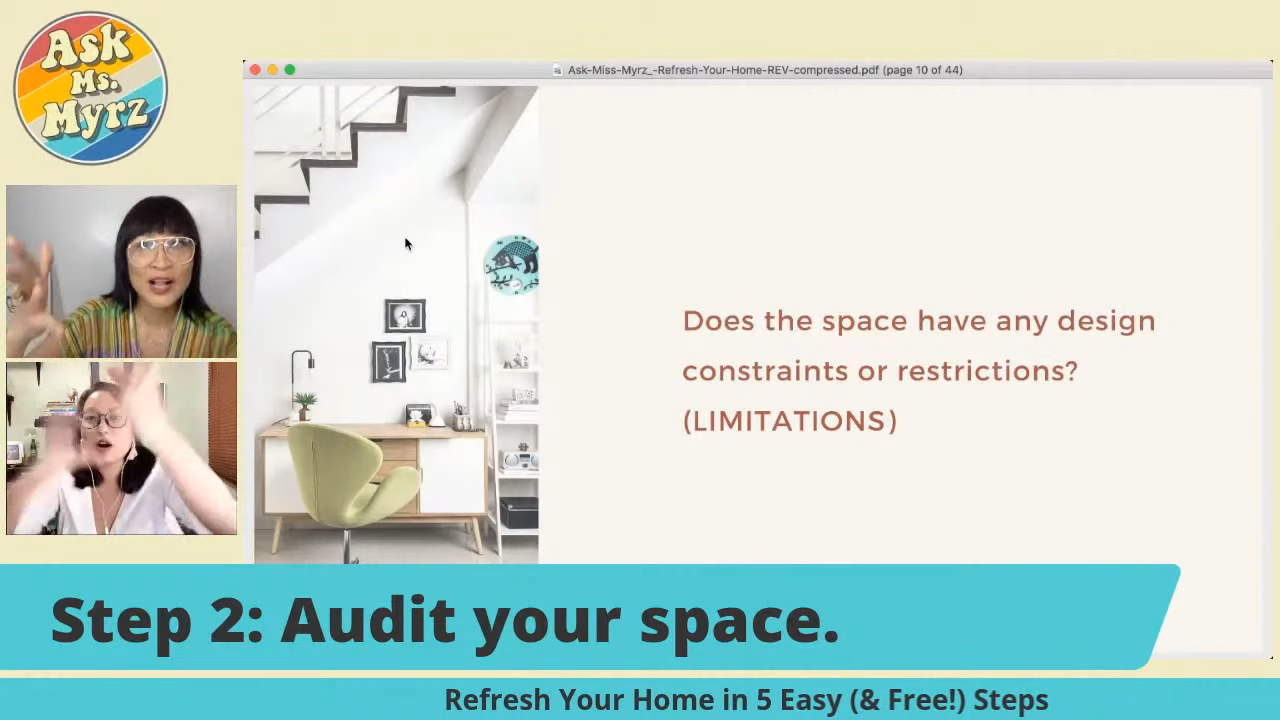 Ask
Ms.
Myrz
Ask-Miss-Myrz_-Refresh-Your-Home-REV-compressed.pdf (page 10 of 44)
Does the space have any design
constraints or restrictions?
(LIMITATIONS)
Step 2: Audit your space.
Refresh Your Home in 5 Easy (& Free!) Steps